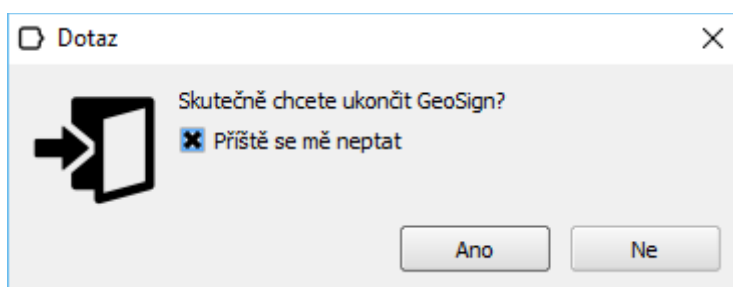 Dotaz
Skutečně chcete ukončit GeoSign?
Příště se mě neptat
Ano
Ne